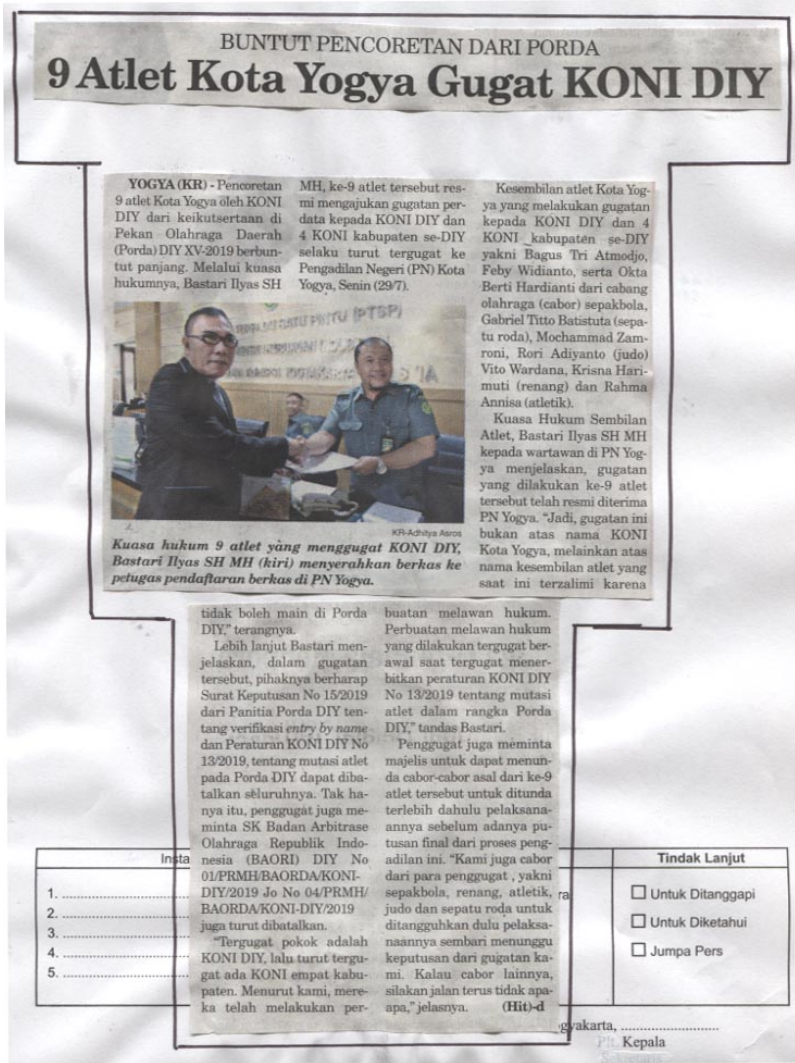 BUNTUT PENCORETAN DARI PORDA
9 Atlet Kota Yogya Gugat KONI DIY
YOGYA (KR) - Pencoretan
9 atlet Kota Yogya oleh KONI
DIY dari keikutsertaan di
Pekan Olahraga Daerah
(Porda) DIY XV-2019 berbun-
tut panjang. Melalui kuasa
hukumnya, Bastari Ilyas SH
MH, ke-9 atlet tersebut res-
mi mengajukan gugatan per-
data kepada KONI DIY dan
4 KONI kabupaten se-DIY
selaku turut tergugat ke
Pengadilan Negeri (PN) Kota
Yogya, Senin (29/7).
SATU PINTU (PTSP)
KR-Adhitya Asros
Kuasa hukum 9 atlet yang menggugat KONI DIY,
Bastari Ilyas SH MH (kiri) menyerahkan berkas ke
petugas pendaftaran berkas di PN Yogya.
Kesembilan atlet Kota Yog-
ya yang melakukan gugatan
kepada KONI DIY dan 4
KONI kabupaten se-DIY
yakni Bagus Tri Atmodjo,
Feby Widianto, serta Okta
Berti Hardianti dari cabang
olahraga (cabor) sepakbola,
Gabriel Titto Batistuta (sepa-
tu roda), Mochammad Zam-
roni, Rori Adiyanto (judo)
Vito Wardana, Krisna Hari-
muti (renang) dan Rahma
Annisa (atletik).
Kuasa Hukum Sembilan
Atlet, Bastari Ilyas SH MH
kepada wartawan di PN Yog-
ya menjelaskan, gugatan
yang dilakukan ke-9 atlet
tersebut telah resmi diterima
PN Yogya. "Jadi, gugatan ini
bukan atas nama KONI
Kota Yogya, melainkan atas
nama kesembilan atlet yang
saat ini terzalimi karena
tidak boleh main di Porda
DIY," terangnya.
Lebih lanjut Bastari men-
jelaskan, dalam gugatan
tersebut, pihaknya berharap
Surat Keputusan No 15/2019
dari Panitia Porda DIY ten-
tang verifikasi entry by name
dan Peraturan KONI DIY No
13/2019, tentang mutasi atlet
pada Porda DIY dapat diba-
talkan seluruhnya. Tak ha-
nya itu, penggugat juga me-
minta SK Badan Arbitrase
Olahraga Republik Indo-
nesia (BAORI) DIY No
01/PRMH/BAORDA/KONI-
DIY/2019 Jo No 04/PRMH/
BAORDA/KONI-DIY/2019
juga turut dibatalkan.
"Tergugat pokok adalah
KONI DIY, lalu turut tergu-
gat ada KONI empat kabu-
paten. Menurut kami, mere-
ka telah melakukan per-
buatan melawan hukum.
Perbuatan melawan hukum
yang dilakukan tergugat ber-
awal saat tergugat mener-
bitkan peraturan KONI DIY
No 13/2019 tentang mutasi
atlet dalam rangka Porda
DIY," tandas Bastari.
Penggugat juga meminta
majelis untuk dapat menun-
da cabor-cabor asal dari ke-9
atlet tersebut untuk ditunda
terlebih dahulu pelaksana-
annya sebelum adanya pu-
tusan final dari proses peng-
adilan ini. "Kami juga cabor
dari para penggugat , yakni
sepakbola, renang, atletik,
judo dan sepatu roda untuk
ditangguhkan dulu pelaksa-
naannya sembari menunggu
keputusan dari gugatan ka-
mi. Kalau cabor lainnya,
silakan jalan terus tidak apa-
apa," jelasnya. (Hit)-d
Insta
1. ........................
2. ........................
3. ........................
4. ........................
5. ........................
ra
Tindak Lanjut
☐ Untuk Ditanggapi
☐ Untuk Diketahui
☐ Jumpa Pers
gyakarta, ........................
Plt. Kepala
Sekretaris